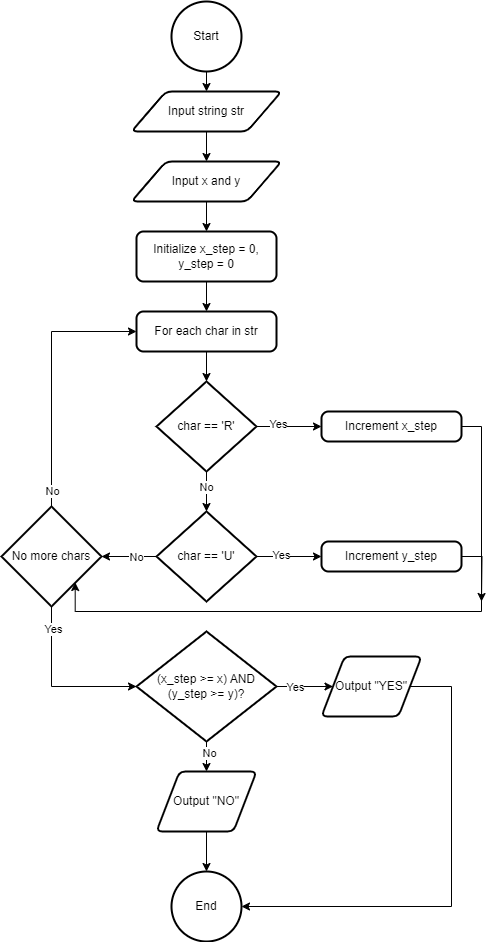 Start
Input string str
Input x and y
Initialize x_step = 0,
y_step = 0
For each char in str
char == 'R'
Yes
Increment x_step
No
No
No more chars
No
char == 'U'
Yes
Increment y_step
Yes
(x_step >= x) AND
(y_step >= y)?
Yes
Output "YES"
No
Output "NO"
End